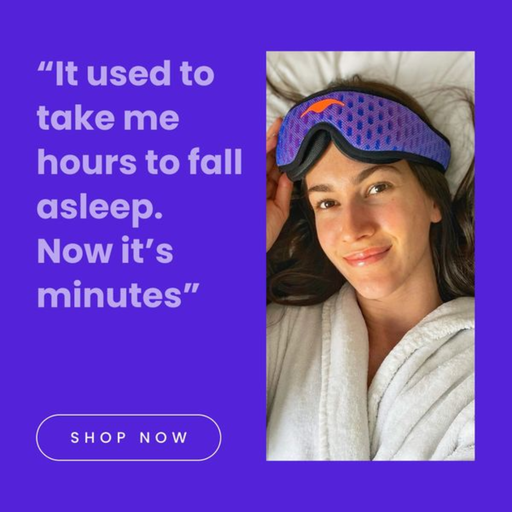 “It used to
take me
hours to fall
asleep.
Now it’s
minutes”
SHOP NOW